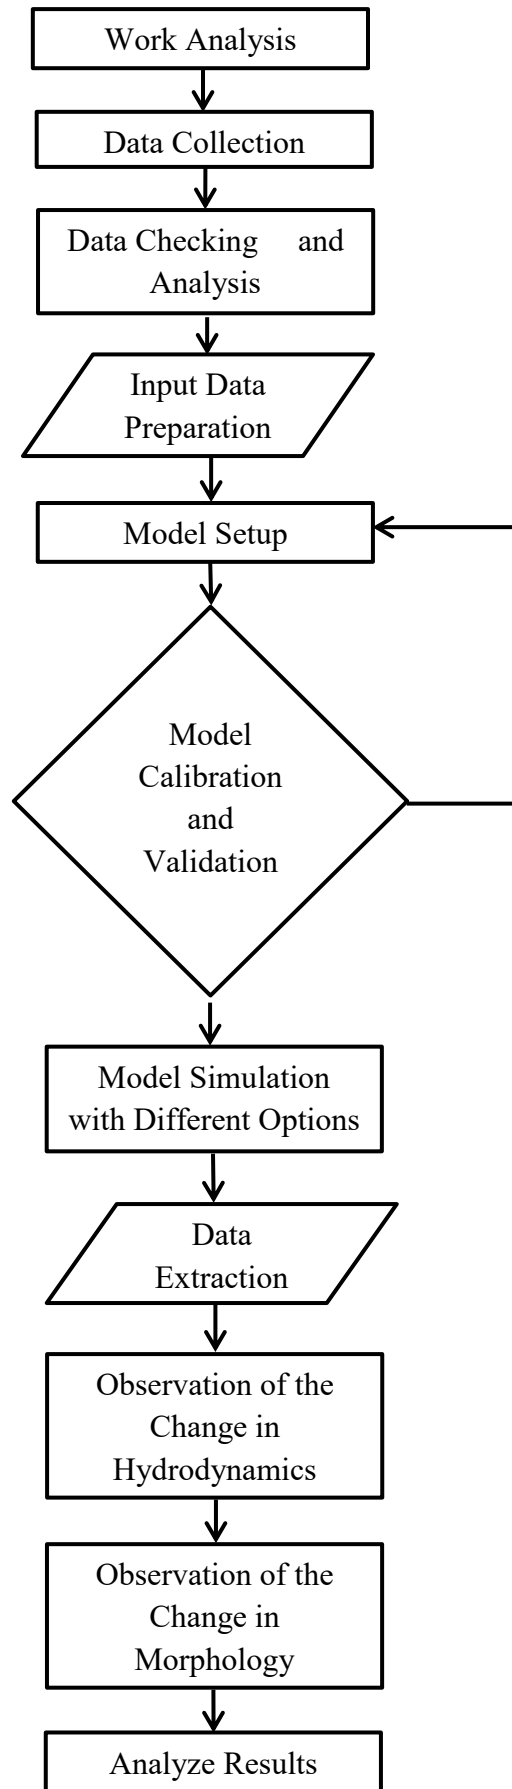 Work Analysis
Data Collection
Data Checking and
Analysis
Input Data
Preparation
Model Setup
Model
Calibration
and
Validation
Model Simulation
with Different Options
Data
Extraction
Observation of the
Change in
Hydrodynamics
Observation of the
Change in
Morphology
Analyze Results